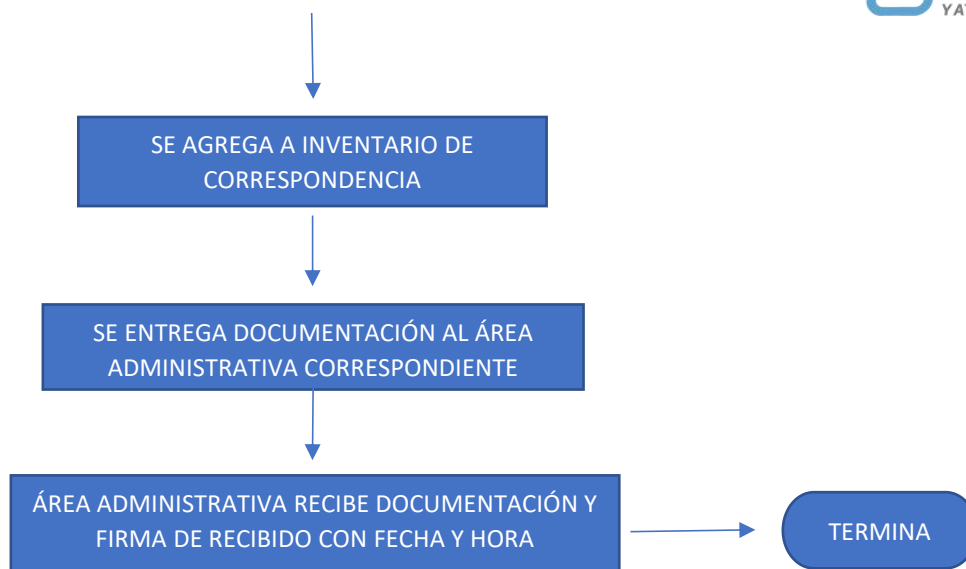 SE AGREGA A INVENTARIO DE
CORRESPONDENCIA
SE ENTREGA DOCUMENTACIÓN AL ÁREA
ADMINISTRATIVA CORRESPONDIENTE
ÁREA ADMINISTRATIVA RECIBE DOCUMENTACIÓN Y
FIRMA DE RECIBIDO CON FECHA Y HORA
TERMINA